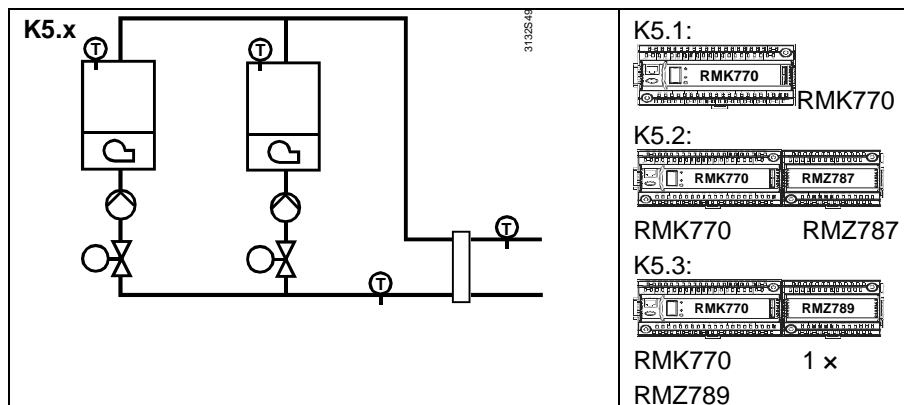 K5.x
3132S49
T
T
T
T
K5.1:
RMK770
RMK770
K5.2:
RMK770 RMZ787
RMK770 RMZ787
K5.3:
RMK770 RMZ789
RMK770 1 ×
RMZ789